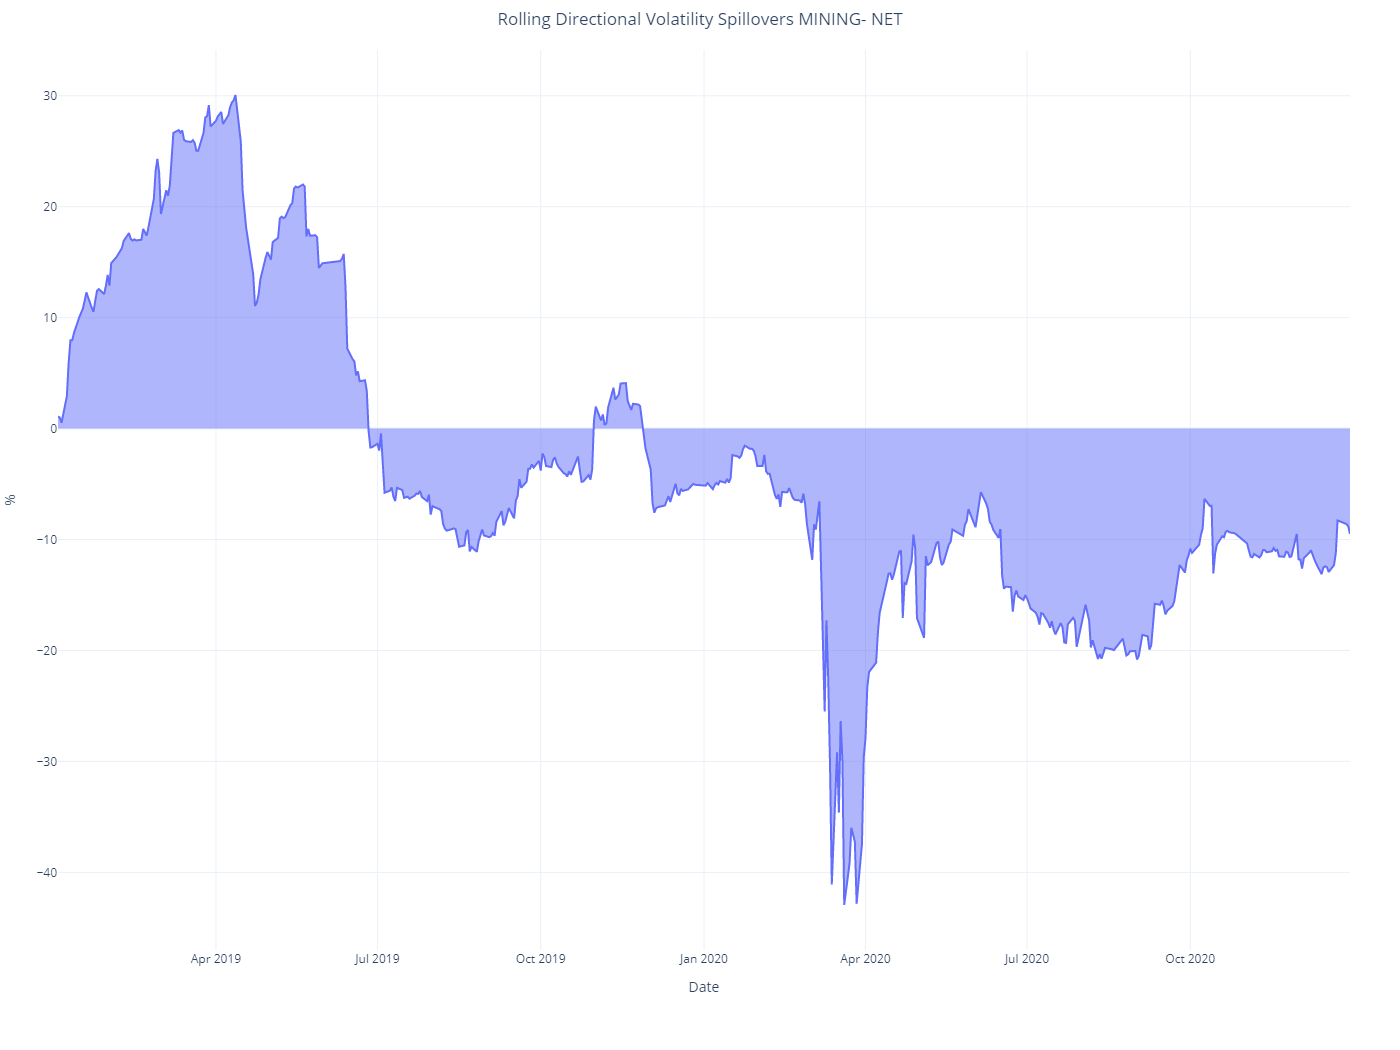 Rolling Directional Volatility Spillovers MINING- NET
30
20
10
0
−10
−20
−30
−40
%
Apr 2019
Jul 2019
Oct 2019
Jan 2020
Apr 2020
Jul 2020
Oct 2020
Date